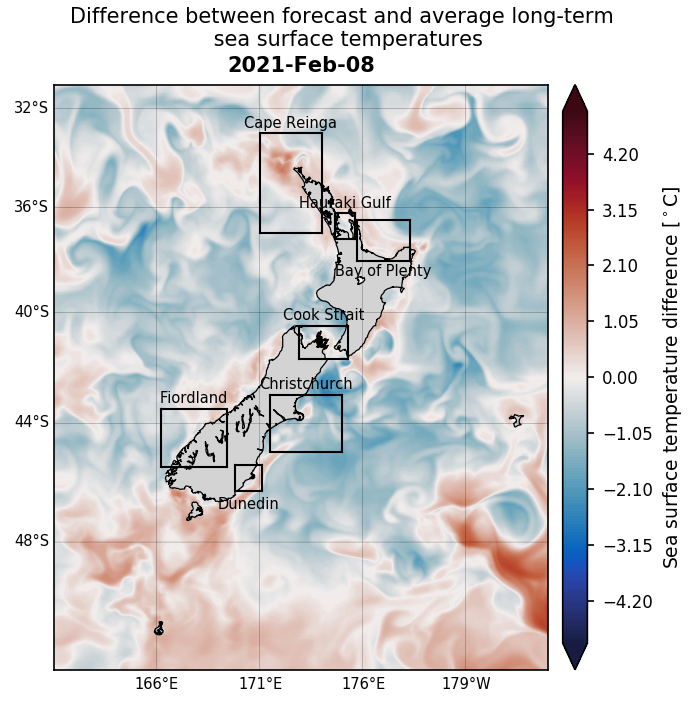 Difference between forecast and average long-term
sea surface temperatures
2021-Feb-08
32°S
36°S
40°S
44°S
48°S
166°E
171°E
176°E
179°W
Cape Reinga
Hauraki Gulf
Bay of Plenty
Cook Strait
Christchurch
Fiordland
Dunedin
4.20
3.15
2.10
1.05
0.00
−1.05
−2.10
−3.15
−4.20
Sea surface temperature difference [°C]